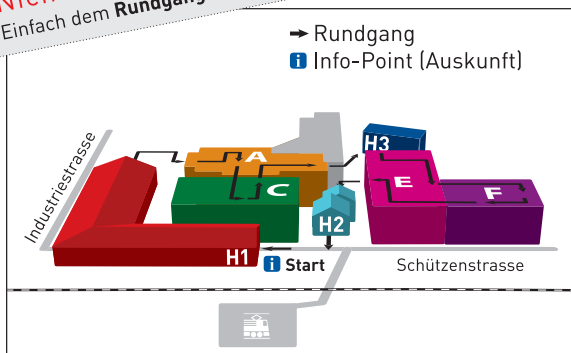 Einfach dem Rundgang
→ Rundgang
i Info-Point (Auskunft)
Industriestrasse
A
H3
C
E
F
H2
H1
i Start
Schützenstrasse